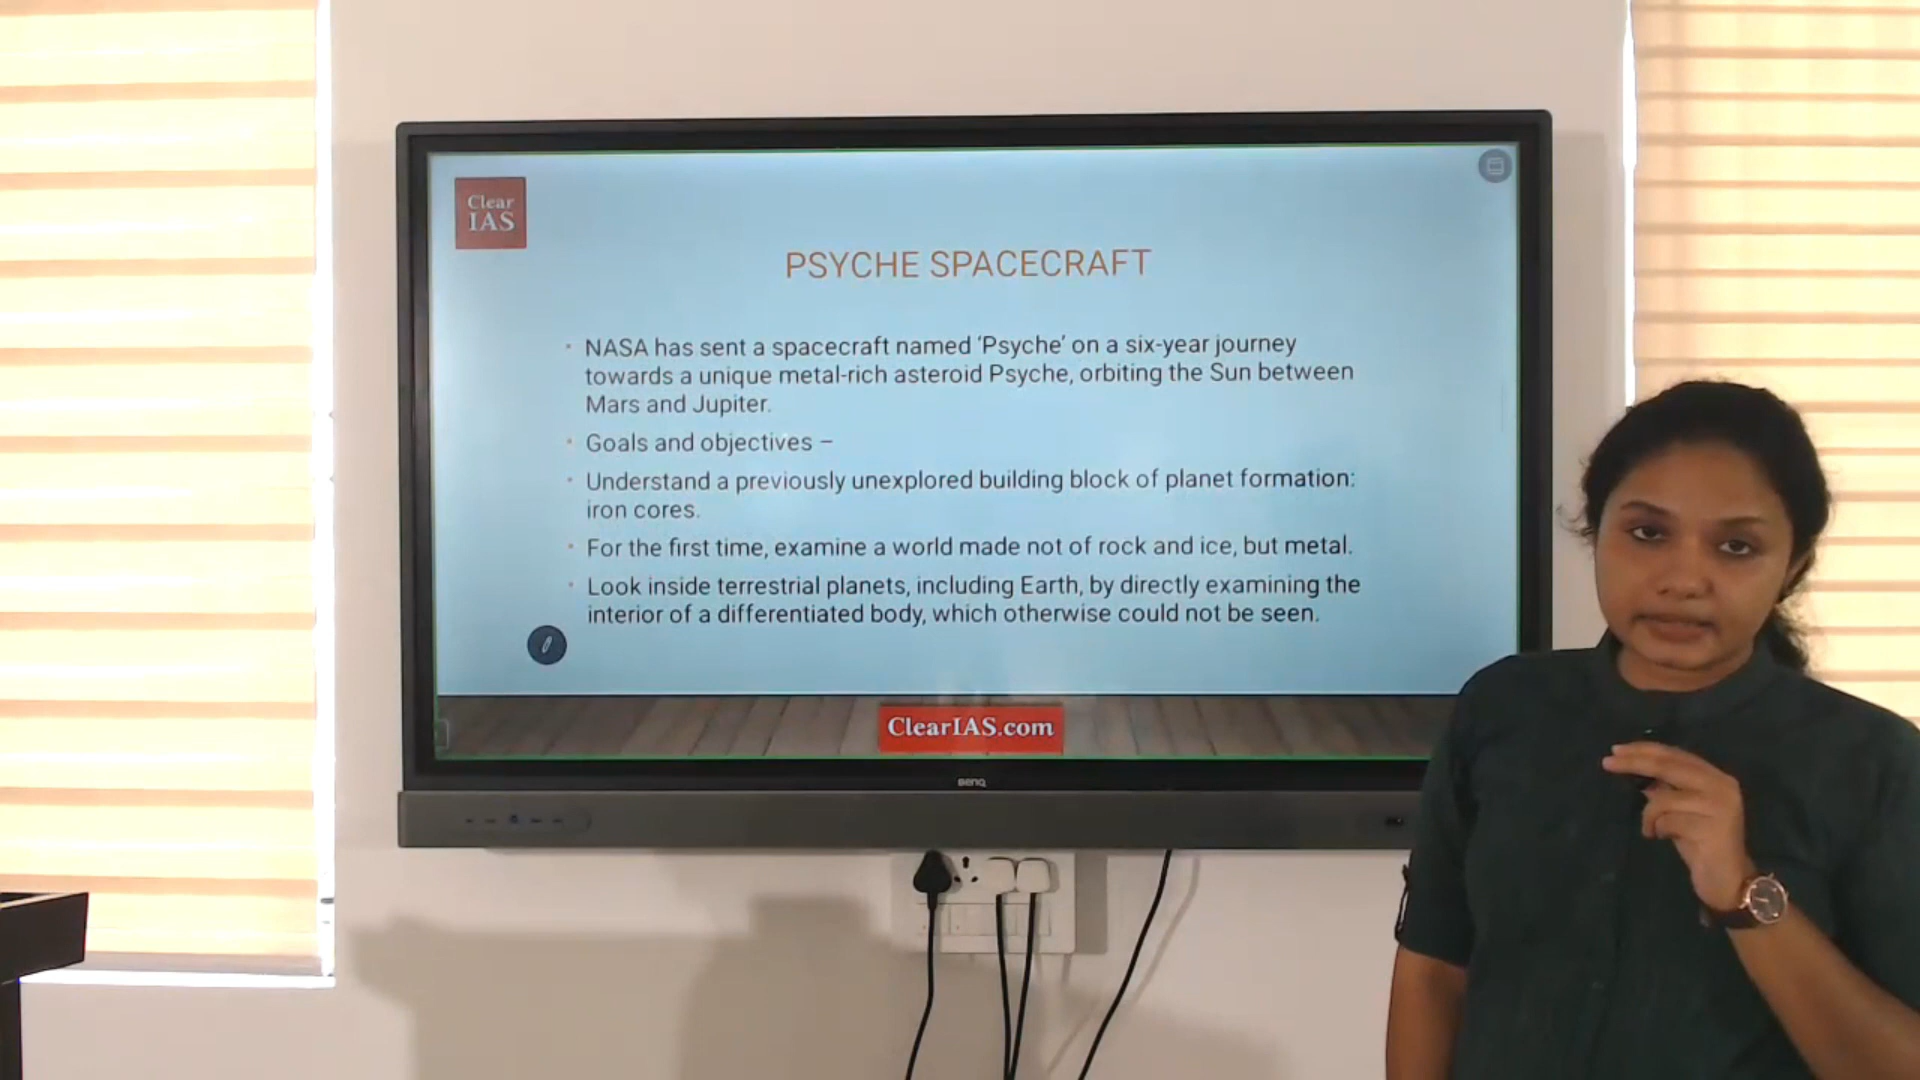 Clear
IAS
PSYCHE SPACECRAFT
• NASA has sent a spacecraft named ‘Psyche’ on a six-year journey
towards a unique metal-rich asteroid Psyche, orbiting the Sun between
Mars and Jupiter.
• Goals and objectives –
• Understand a previously unexplored building block of planet formation:
iron cores.
• For the first time, examine a world made not of rock and ice, but metal.
• Look inside terrestrial planets, including Earth, by directly examining the
interior of a differentiated body, which otherwise could not be seen.
ClearIAS.com
BenQ